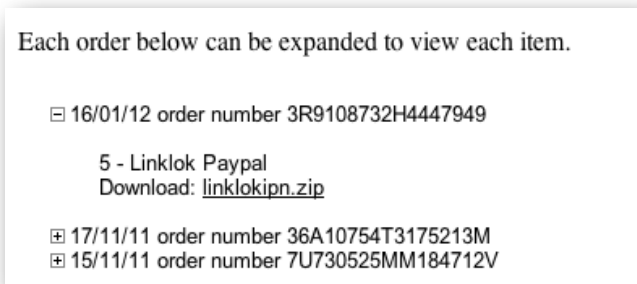 Each order below can be expanded to view each item.
16/01/12 order number 3R9108732H4447949
5 - Linklok Paypal
Download: linklokipn.zip
17/11/11 order number 36A10754T3175213M
15/11/11 order number 7U730525MM184712V